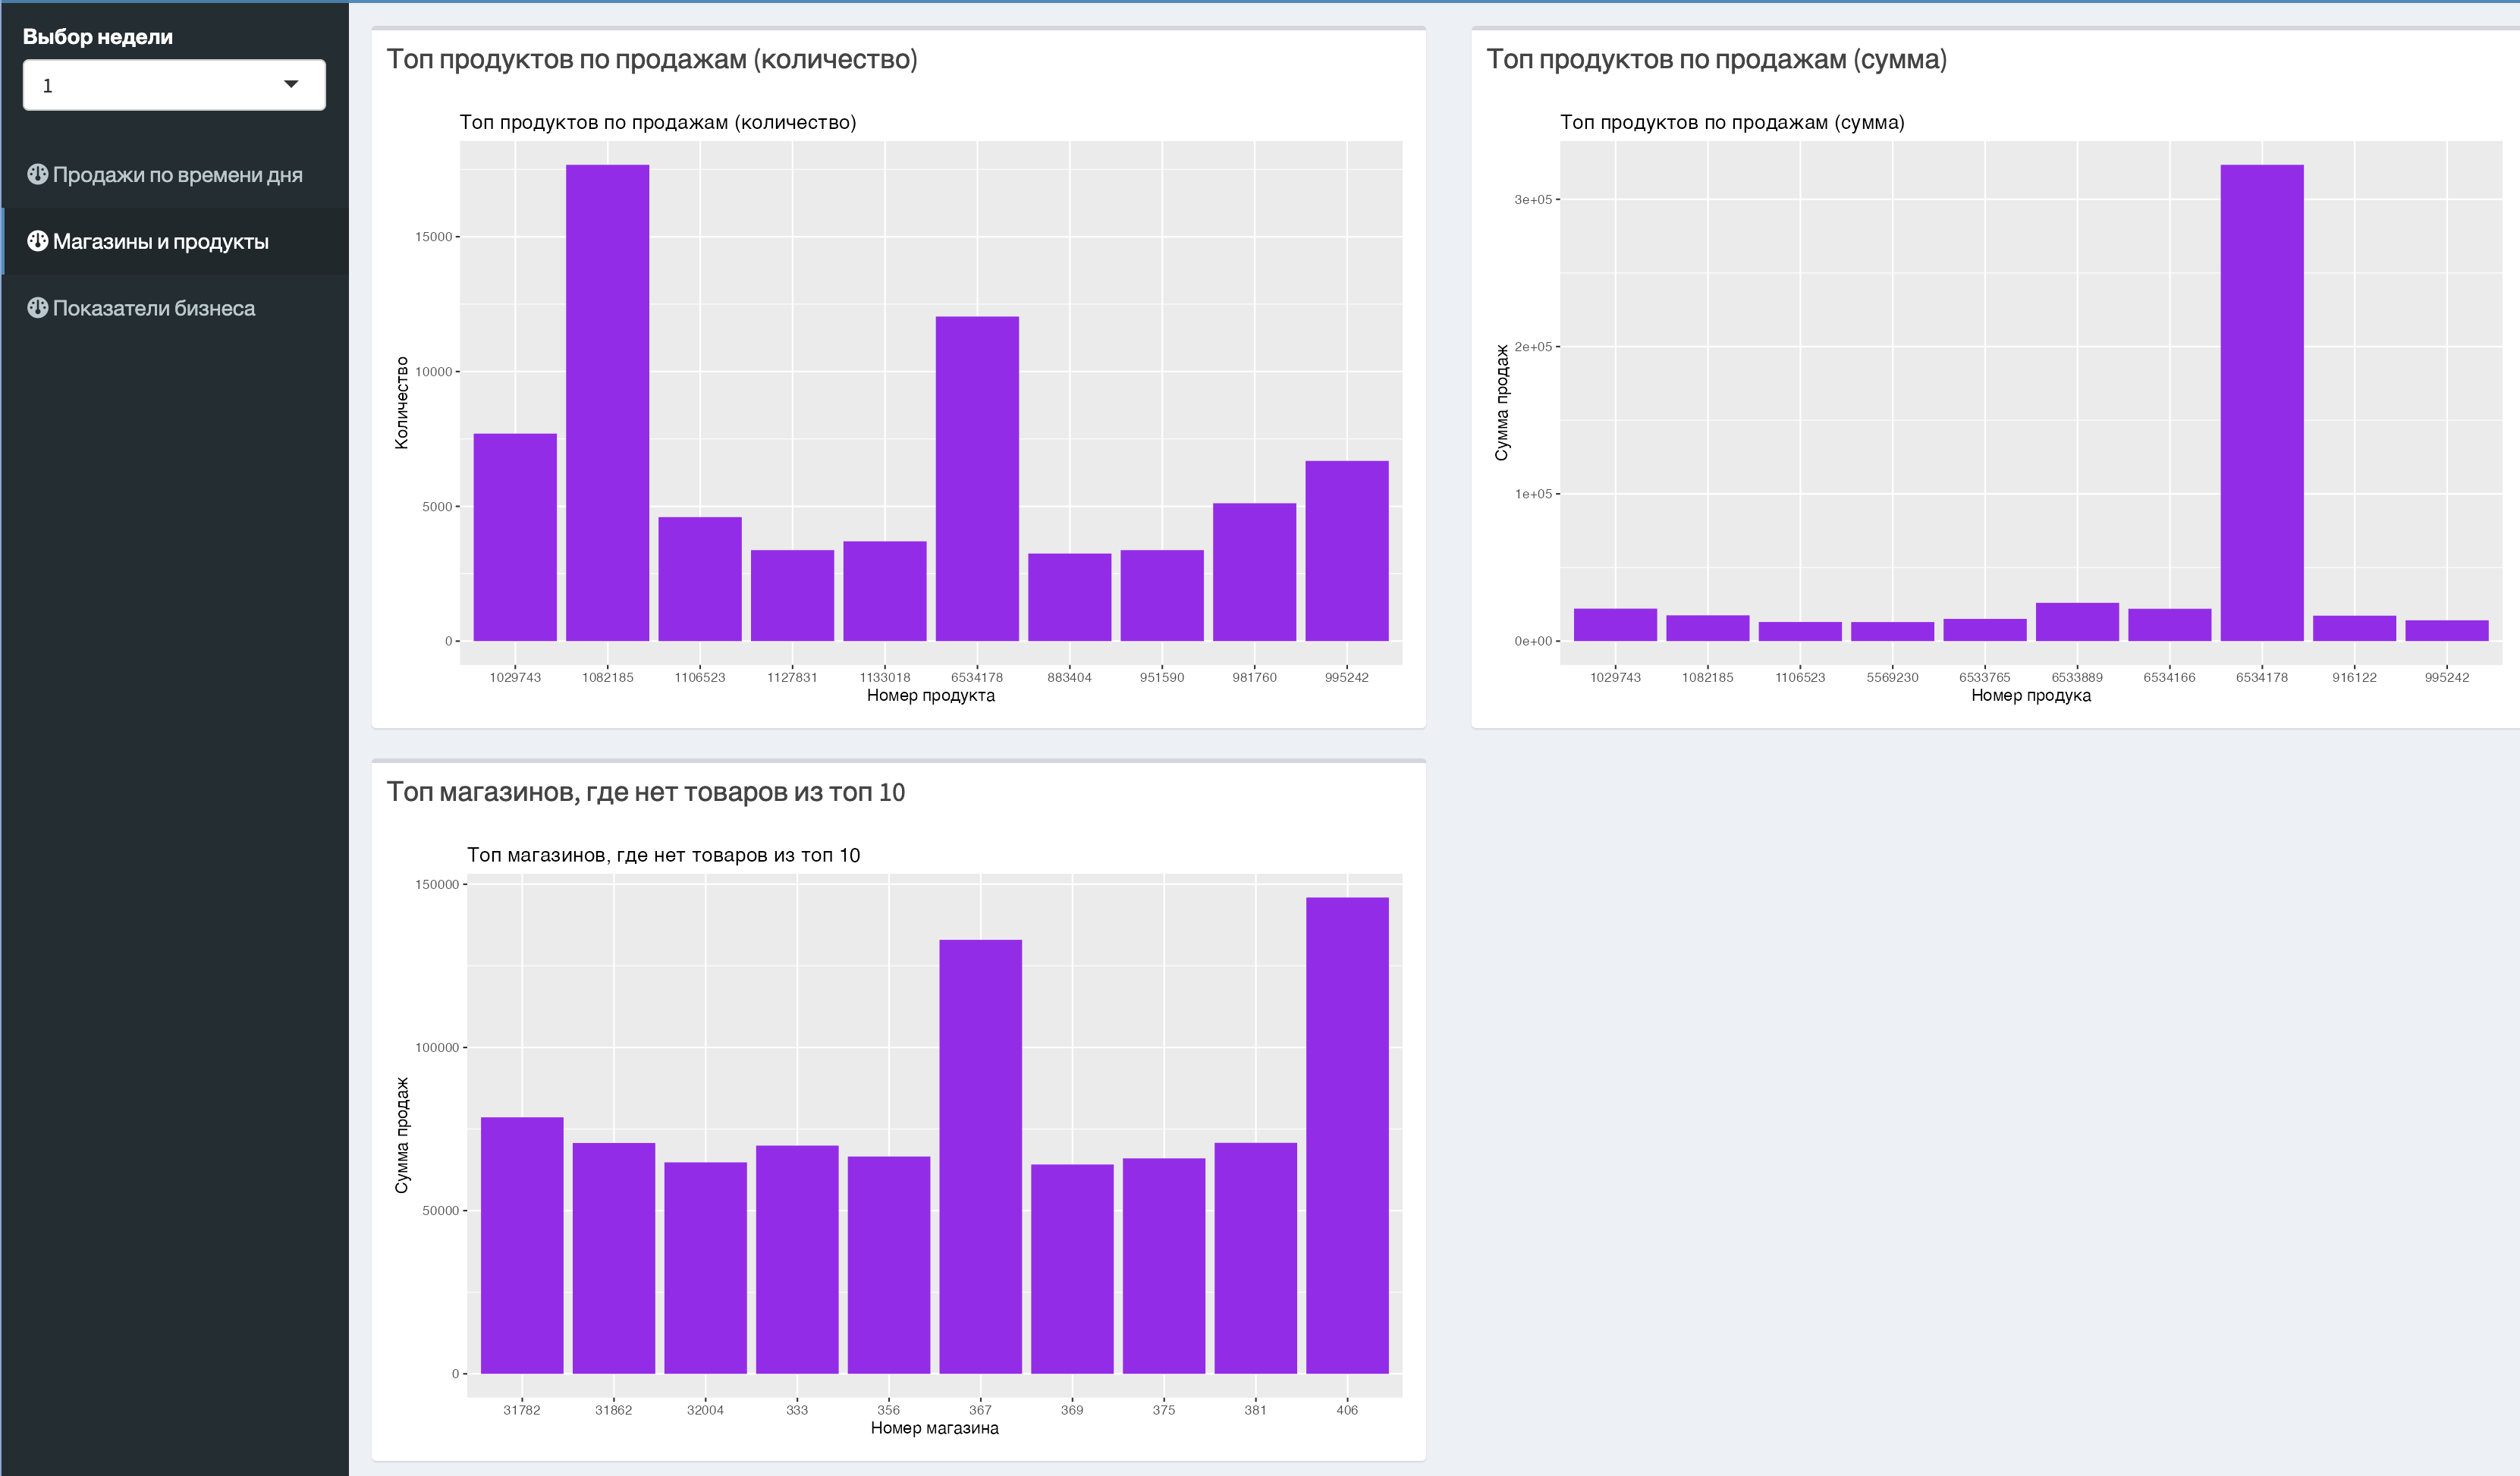 Выбор недели
1
Продажи по времени дня
Магазины и продукты
Показатели бизнеса
Топ продуктов по продажам (количество)
Топ продуктов по продажам (количество)
Количество
15000
10000
5000
0
1029743 1082185 1106523 1127831 1133018 6534178 883404 951590 981760 995242
Номер продукта
Топ продуктов по продажам (сумма)
Топ продуктов по продажам (сумма)
Сумма продаж
3e+05
2e+05
1e+05
0e+00
1029743 1082185 1106523 5569230 6533765 6533889 6534166 6534178 916122 995242
Номер продука
Топ магазинов, где нет товаров из топ 10
Топ магазинов, где нет товаров из топ 10
Сумма продаж
150000
100000
50000
0
31782 31862 32004 333 356 367 369 375 381 406
Номер магазина